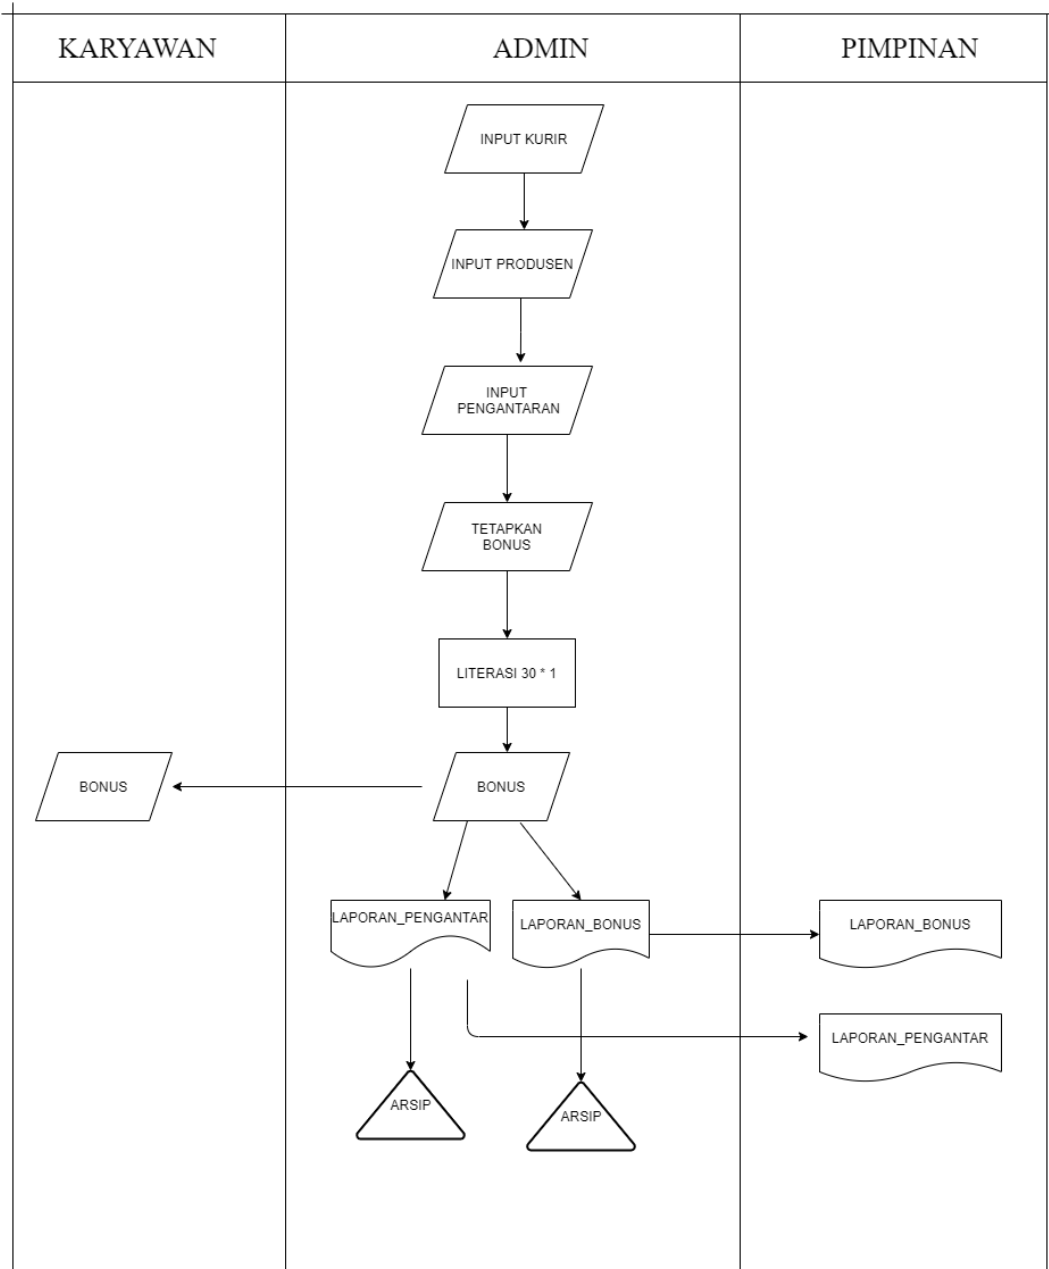 KARYAWAN
ADMIN
PIMPINAN
INPUT KURIR
INPUT PRODUSEN
INPUT
PENGANTARAN
TETAPKAN
BONUS
LITERASI 30 * 1
BONUS
BONUS
LAPORAN_PENGANTAR
LAPORAN_BONUS
LAPORAN_BONUS
LAPORAN_PENGANTAR
ARSIP
ARSIP